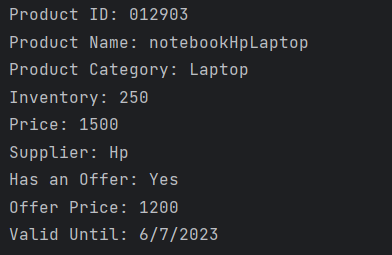 Product ID: 012903
Product Name: notebookHpLaptop
Product Category: Laptop
Inventory: 250
Price: 1500
Supplier: Hp
Has an Offer: Yes
Offer Price: 1200
Valid Until: 6/7/2023